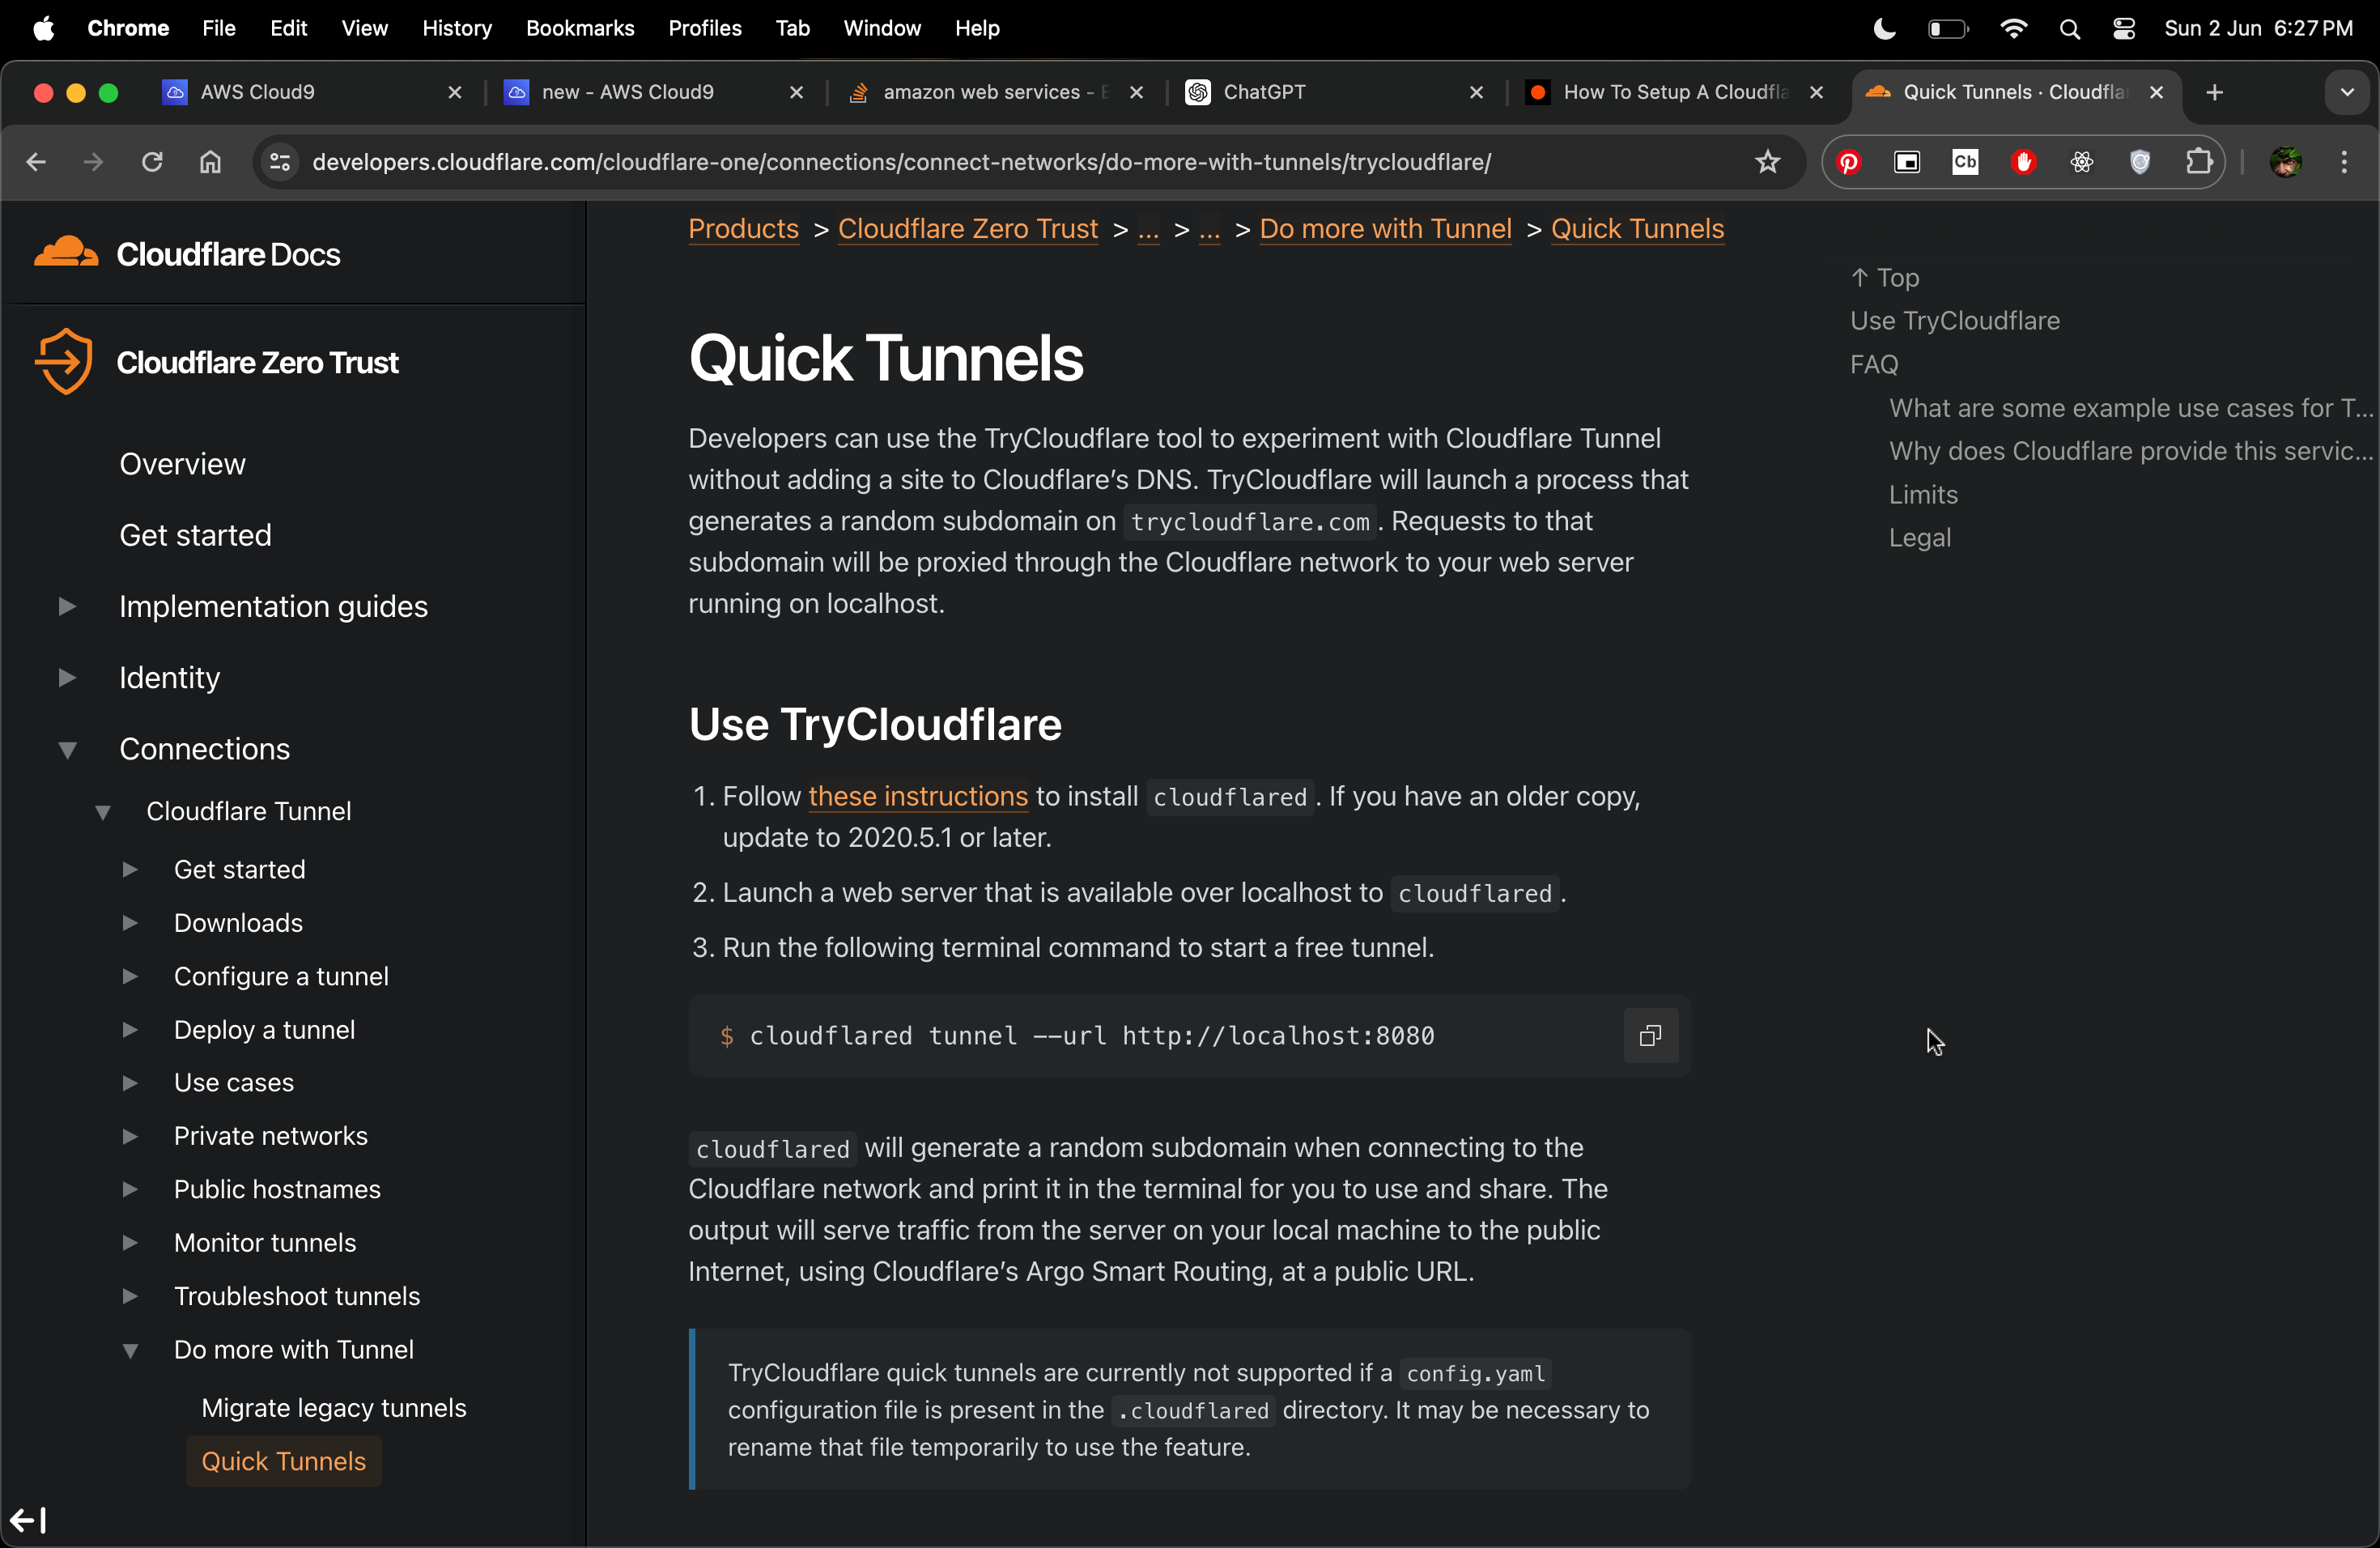 Chrome File Edit View History Bookmarks Profiles Tab Window Help Sun 2 Jun 6:27 PM
AWS Cloud9 new - AWS Cloud9 amazon web services - E ChatGPT How To Setup A Cloudfla Quick Tunnels · Cloudflar
developers.cloudflare.com/cloudflare-one/connections/connect-networks/do-more-with-tunnels/trycloudflare/ Cb
Cloudflare Docs
Cloudflare Zero Trust
Overview
Get started
Implementation guides
Identity
Connections
Cloudflare Tunnel
Get started
Downloads
Configure a tunnel
Deploy a tunnel
Use cases
Private networks
Public hostnames
Monitor tunnels
Troubleshoot tunnels
Do more with Tunnel
Migrate legacy tunnels
Quick Tunnels
Products > Cloudflare Zero Trust > ... > ... > Do more with Tunnel > Quick Tunnels
Quick Tunnels
Developers can use the TryCloudflare tool to experiment with Cloudflare Tunnel
without adding a site to Cloudflare’s DNS. TryCloudflare will launch a process that
generates a random subdomain on trycloudflare.com. Requests to that
subdomain will be proxied through the Cloudflare network to your web server
running on localhost.
Use TryCloudflare
1. Follow these instructions to install cloudflared. If you have an older copy,
update to 2020.5.1 or later.
2. Launch a web server that is available over localhost to cloudflared.
3. Run the following terminal command to start a free tunnel.
$ cloudflared tunnel --url http://localhost:8080
cloudflared will generate a random subdomain when connecting to the
Cloudflare network and print it in the terminal for you to use and share. The
output will serve traffic from the server on your local machine to the public
Internet, using Cloudflare’s Argo Smart Routing, at a public URL.
TryCloudflare quick tunnels are currently not supported if a config.yaml
configuration file is present in the .cloudflared directory. It may be necessary to
rename that file temporarily to use the feature.
↑ Top
Use TryCloudflare
FAQ
What are some example use cases for T...
Why does Cloudflare provide this servic...
Limits
Legal